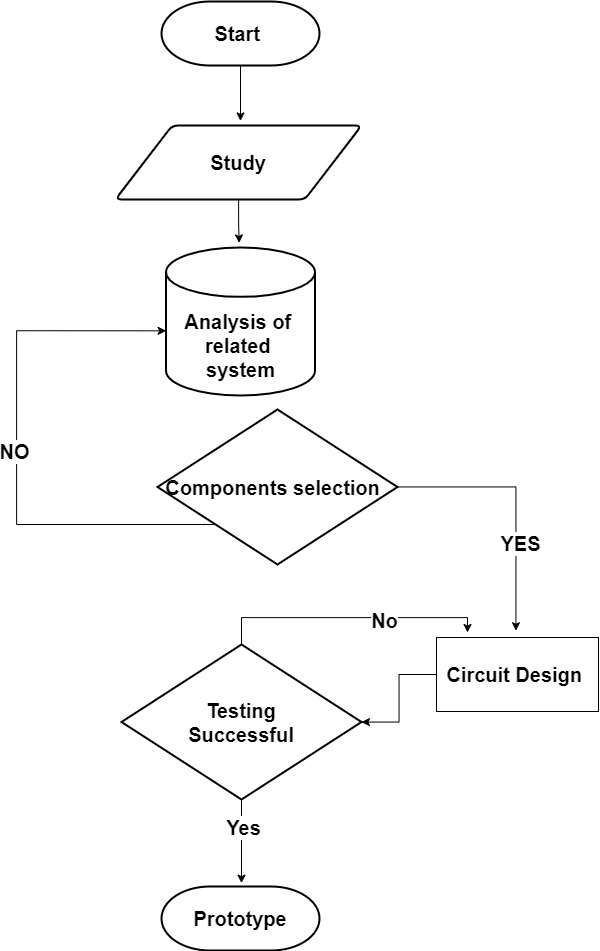 Start
Study
Analysis of
related
system
NO
Components selection
YES
No
Circuit Design
Testing
Successful
Yes
Prototype